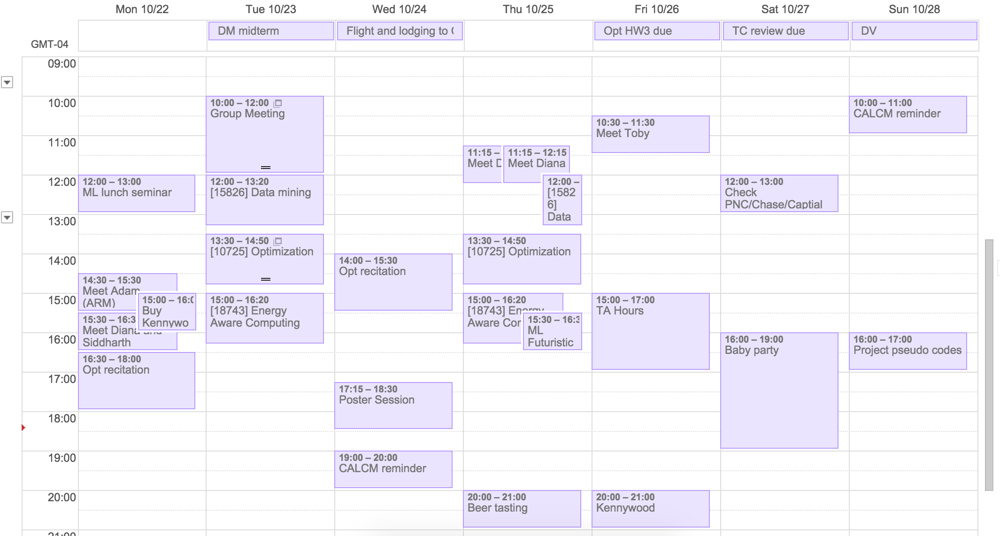 Mon 10/22
Tue 10/23
Wed 10/24
Thu 10/25
Fri 10/26
Sat 10/27
Sun 10/28
DM midterm
Flight and lodging to
Opt HW3 due
TC review due
DV
GMT-04
09:00
10:00
11:00
12:00
13:00
14:00
15:00
16:00
17:00
18:00
19:00
20:00
21:00
12:00 – 13:00
ML lunch seminar
14:30 – 15:30
Meet Adam
(ARM)
15:00 – 16:0
Buy
Kennywo
15:30 – 16:3
Meet Diana and
Siddharth
16:30 – 18:00
Opt recitation
10:00 – 12:00
Group Meeting
12:00 – 13:20
[15826] Data mining
13:30 – 14:50
[10725] Optimization
15:00 – 16:20
[18743] Energy
Aware Computing
14:00 – 15:30
Opt recitation
17:15 – 18:30
Poster Session
19:00 – 20:00
CALCM reminder
11:15 –
Meet D
11:15 – 12:15
Meet Diana
12:00 –
[1582
6]
Data
13:30 – 14:50
[10725] Optimization
15:00 – 16:20
[18743] Energy
Aware Cor
15:30 – 16:3
ML
Futuristic
20:00 – 21:00
Beer tasting
10:30 – 11:30
Meet Toby
15:00 – 17:00
TA Hours
20:00 – 21:00
Kennywood
12:00 – 13:00
Check
PNC/Chase/Captial
16:00 – 19:00
Baby party
10:00 – 11:00
CALCM reminder
16:00 – 17:00
Project pseudo codes